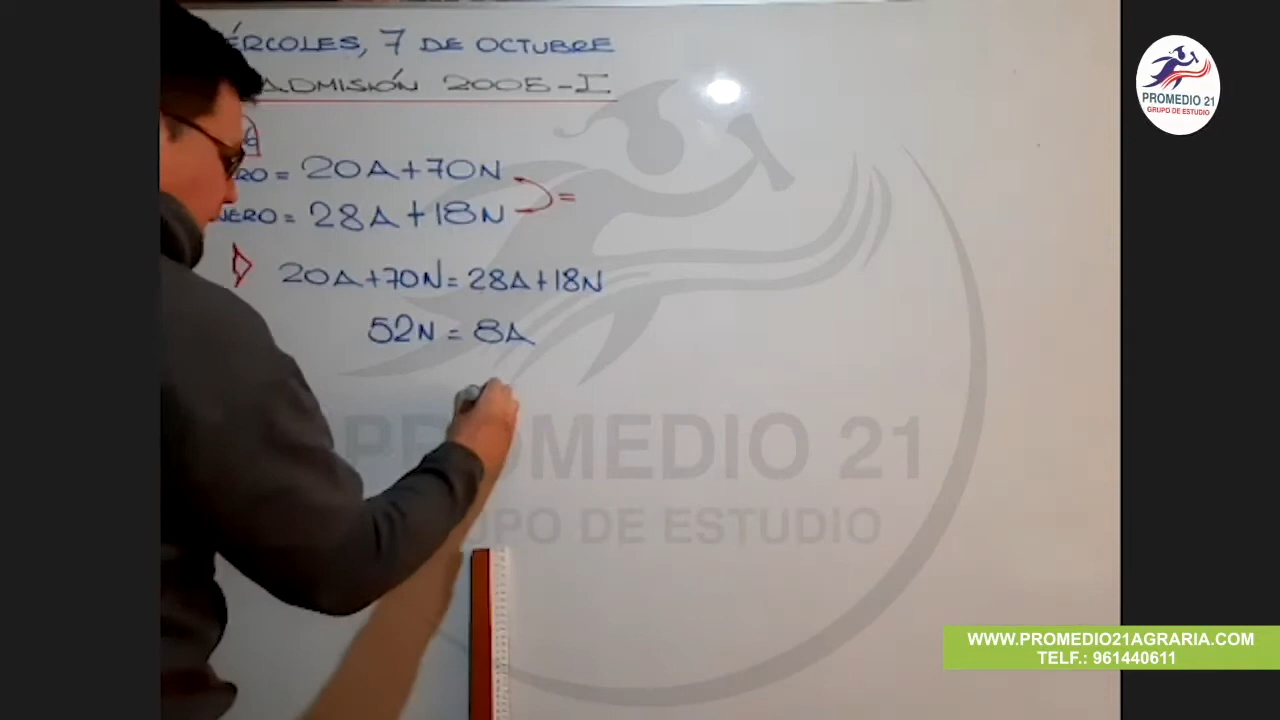 ÉRCOLES, 7 DE OCTUBRE
ADMISIÓN 2005-I
RO = 20A+70N
NERO = 28A+18N
=
20A+70N=28A+18N
52N = 8A
PROMEDIO 21
GRUPO DE ESTUDIO
PROMEDIO 21
GRUPO DE ESTUDIO
WWW.PROMEDIO21AGRARIA.COM
TELF.: 961440611